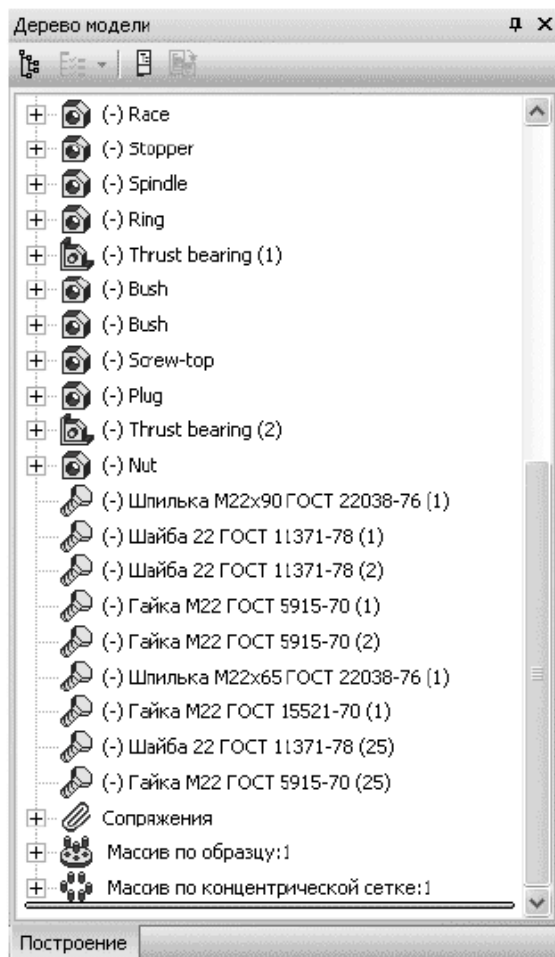 Дерево модели
(-) Race
(-) Stopper
(-) Spindle
(-) Ring
(-) Thrust bearing (1)
(-) Bush
(-) Bush
(-) Screw-top
(-) Plug
(-) Thrust bearing (2)
(-) Nut
(-) Шпилька М22х90 ГОСТ 22038-76 (1)
(-) Шайба 22 ГОСТ 11371-78 (1)
(-) Шайба 22 ГОСТ 11371-78 (2)
(-) Гайка М22 ГОСТ 5915-70 (1)
(-) Гайка М22 ГОСТ 5915-70 (2)
(-) Шпилька М22х65 ГОСТ 22038-76 (1)
(-) Гайка М22 ГОСТ 15521-70 (1)
(-) Шайба 22 ГОСТ 11371-78 (25)
(-) Гайка М22 ГОСТ 5915-70 (25)
Сопряжения
Массив по образцу:1
Массив по концентрической сетке:1
Построение